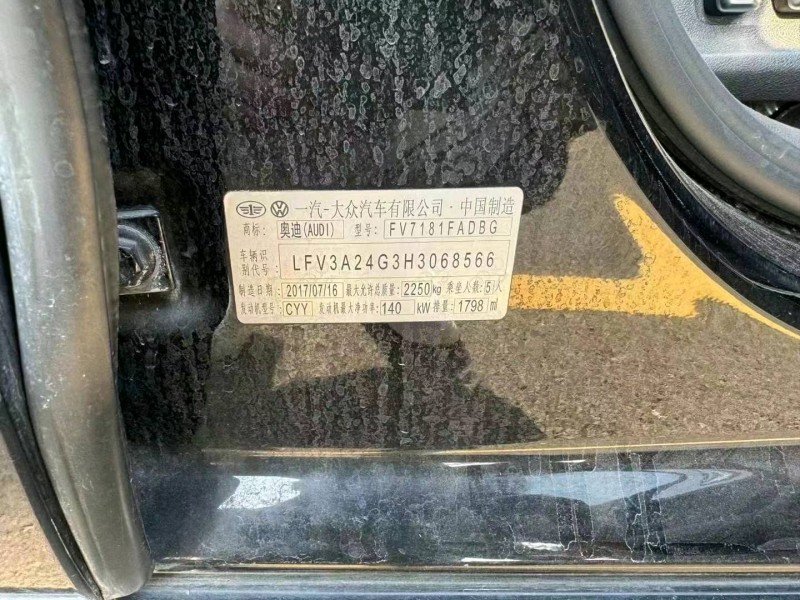 一汽-大众汽车有限公司·中国制造
商标: 奥迪(AUDI) 型号: FV7181FADBG
车辆识别代号: LFV3A24G3H3068566
制造日期 2017/07/16 最大允许总质量: 2250 kg 乘坐人数:(5)人
发动机型号: CYY 发动机最大净功率: 140 kW 排量: 1798 ml